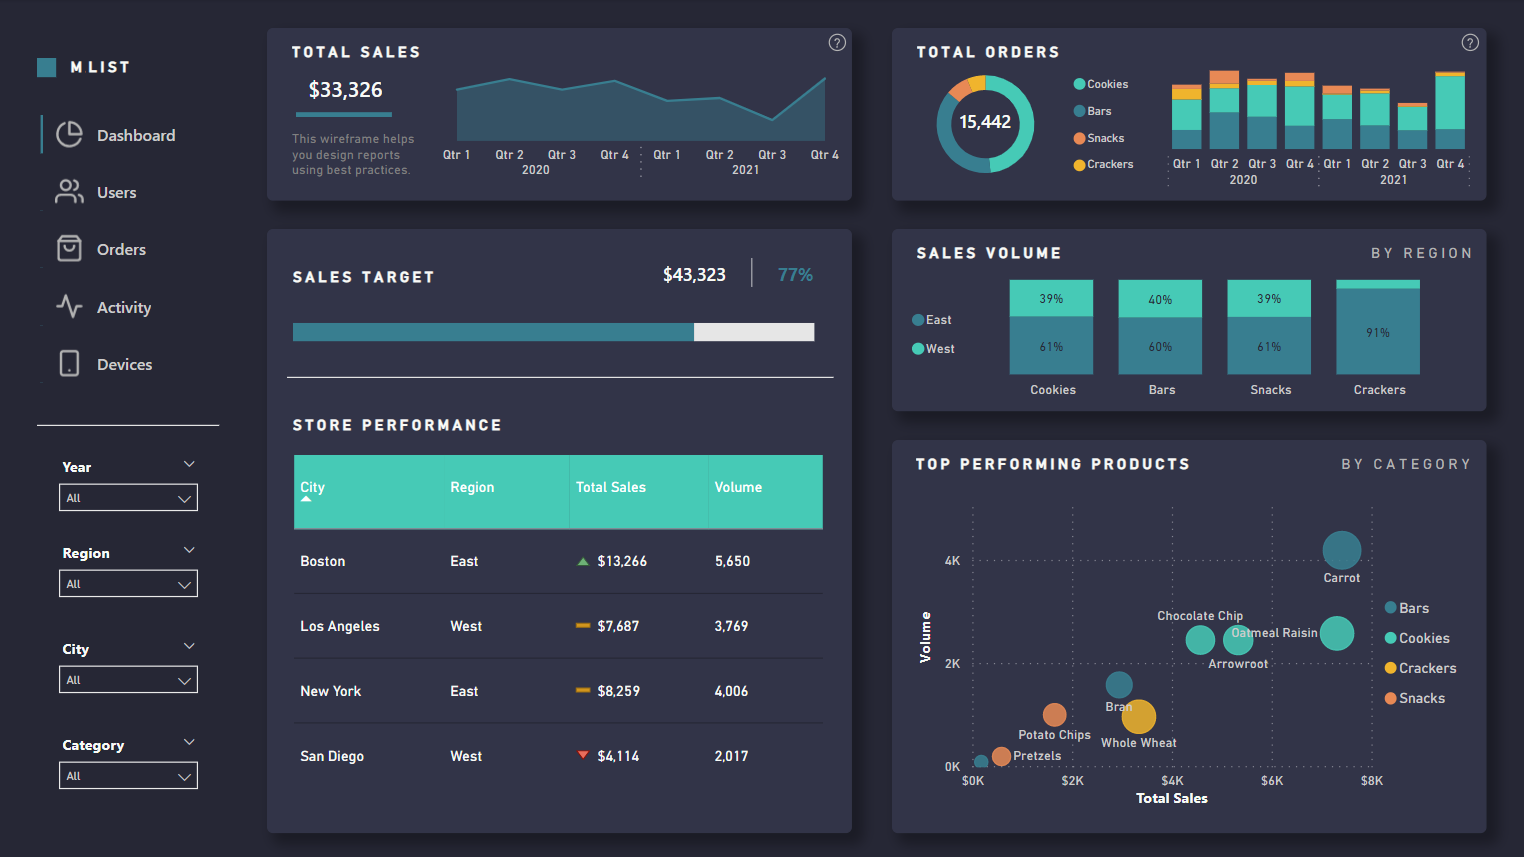 M LIST
Dashboard
Users
Orders
Activity
Devices
Year
All
Region
All
City
All
Category
All
TOTAL SALES
?
$33,326
This wireframe helps
you design reports
using best practices.
Qtr 1 Qtr 2 Qtr 3 Qtr 4 Qtr 1 Qtr 2 Qtr 3 Qtr 4
2020 2021
TOTAL ORDERS
?
15,442
Cookies
Bars
Snacks
Crackers
Qtr 1 Qtr 2 Qtr 3 Qtr 4 Qtr 1 Qtr 2 Qtr 3 Qtr 4
2020 2021
SALES TARGET
$43,323 77%
STORE PERFORMANCE
City Region Total Sales Volume
Boston East $13,266 5,650
Los Angeles West $7,687 3,769
New York East $8,259 4,006
San Diego West $4,114 2,017
SALES VOLUME BY REGION
East
West
39% 40% 39%
61% 60% 61% 91%
Cookies Bars Snacks Crackers
TOP PERFORMING PRODUCTS BY CATEGORY
Volume
4K
2K
0K
Carrot
Chocolate Chip
Oatmeal Raisin
Arrowroot
Bran
Potato Chips
Whole Wheat
Pretzels
$0K $2K $4K $6K $8K
Total Sales
Bars
Cookies
Crackers
Snacks